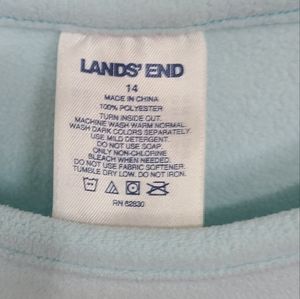 LANDS' END
14
MADE IN CHINA
100% POLYESTER
TURN INSIDE OUT.
MACHINE WASH WARM NORMAL.
WASH DARK COLORS SEPARATELY.
USE MILD DETERGENT.
DO NOT USE SOAP.
ONLY NON-CHLORINE
BLEACH WHEN NEEDED.
DO NOT USE FABRIC SOFTENER.
TUMBLE DRY LOW. DO NOT IRON.
RN 62830